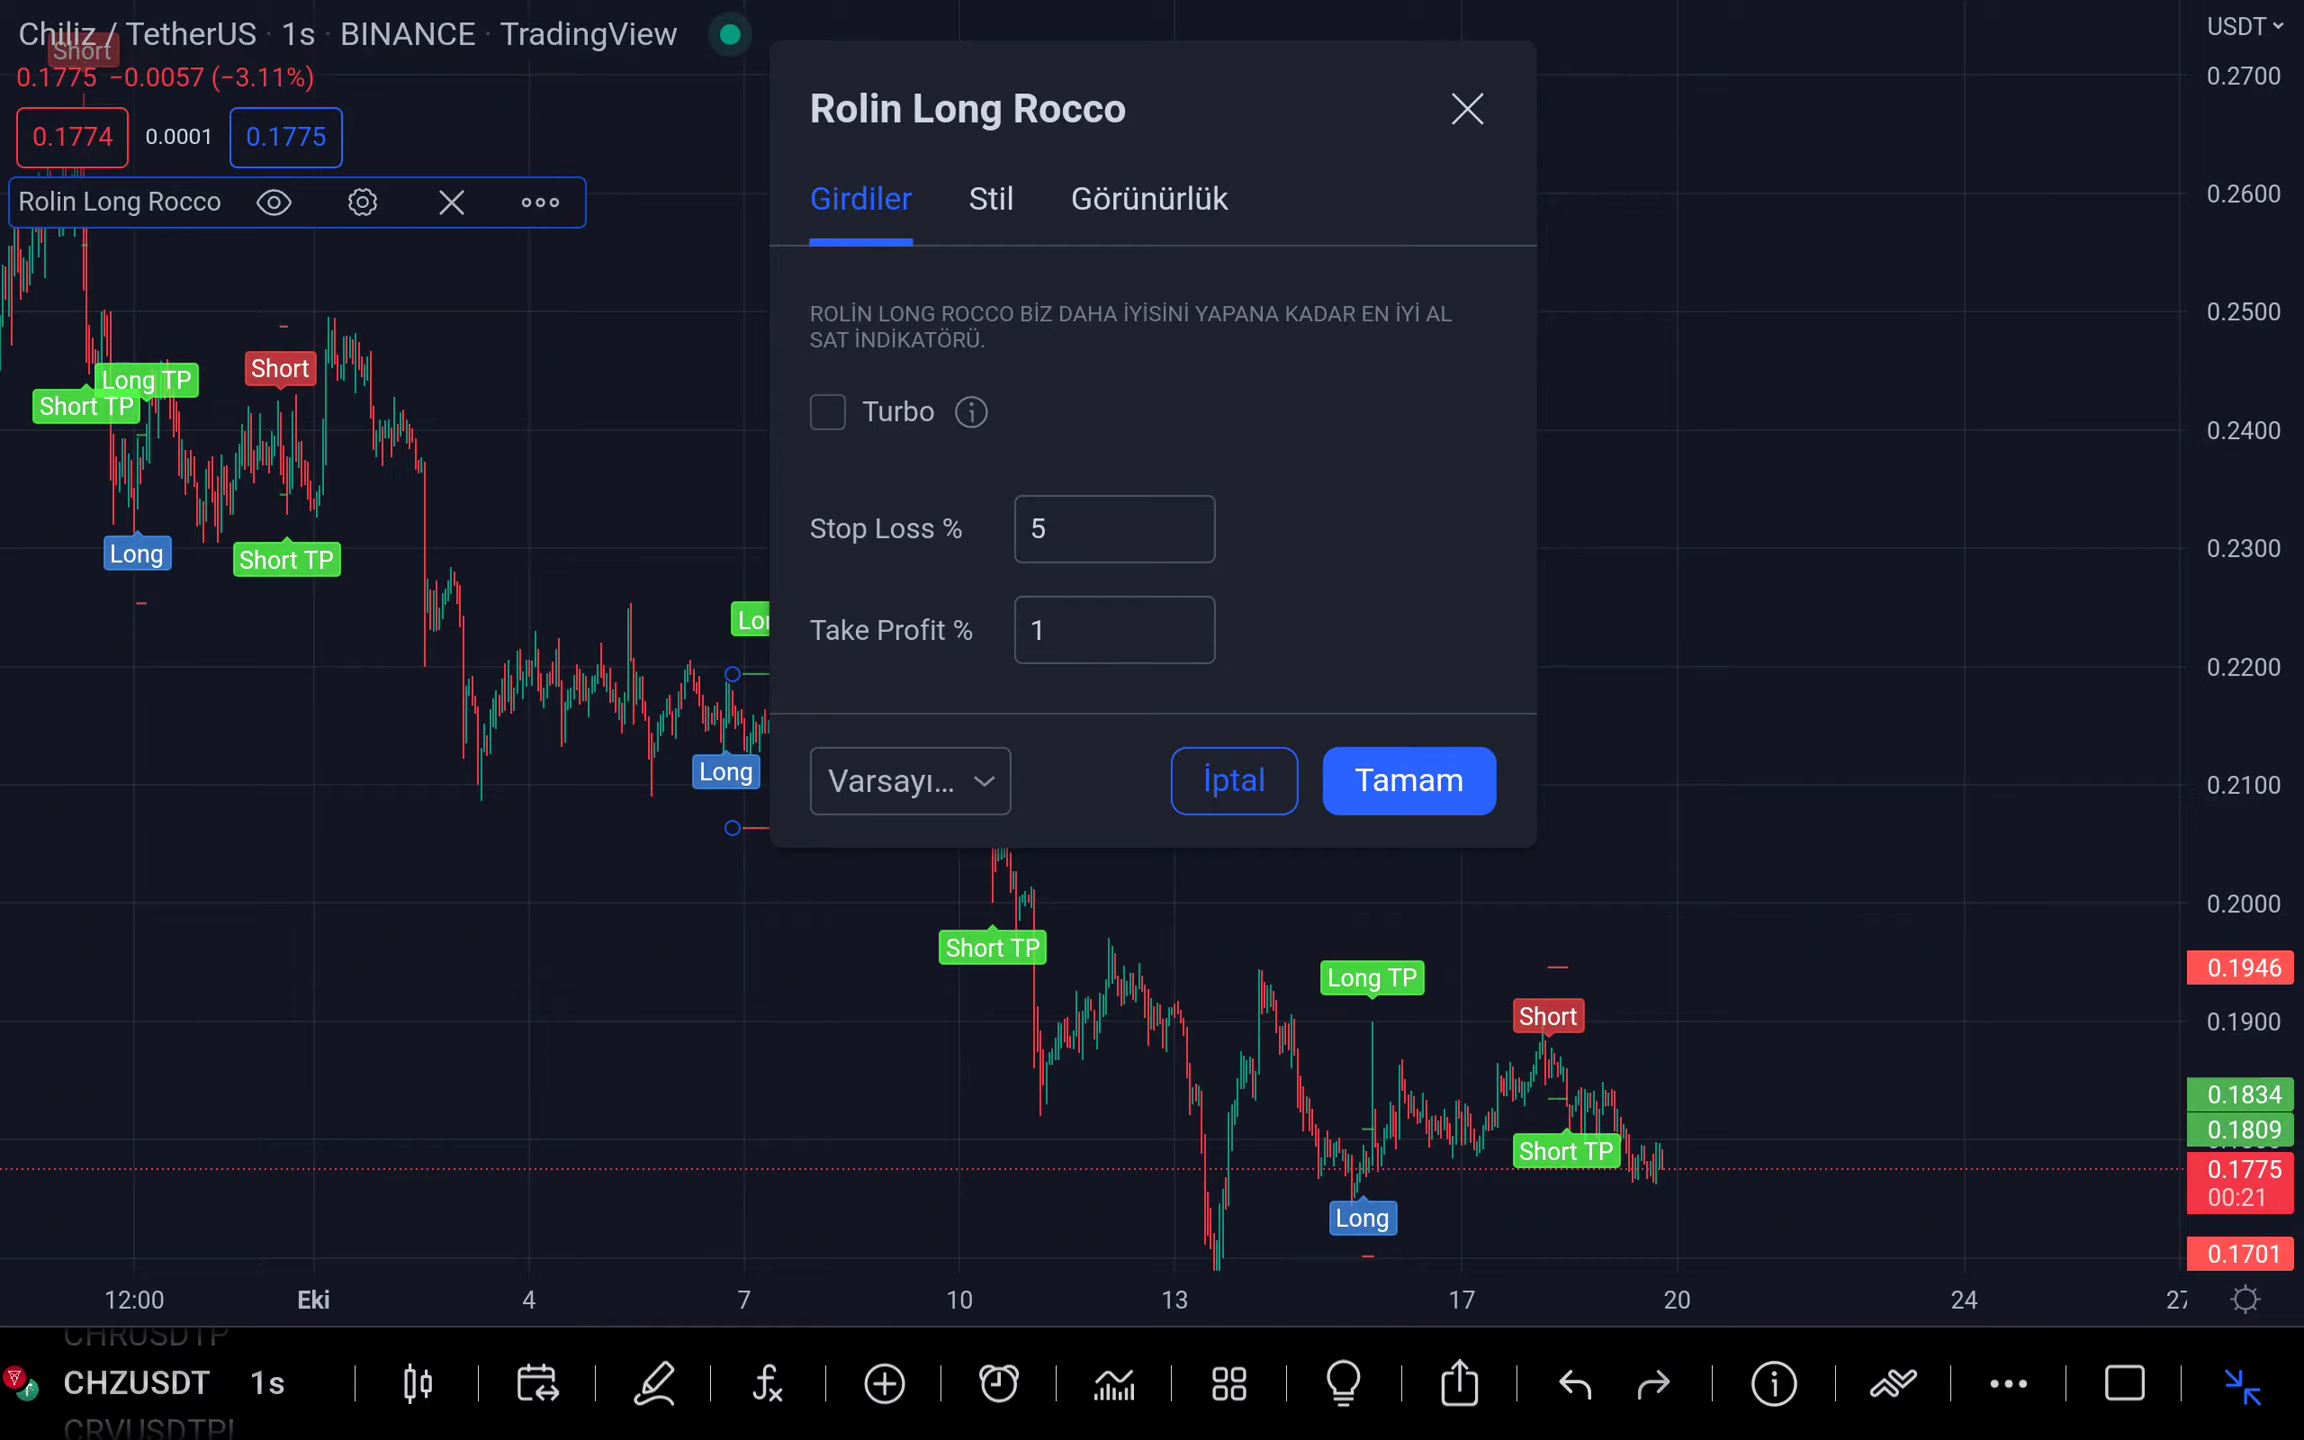 Chiliz / TetherUS · 1s · BINANCE · TradingView
Short
0.1775 −0.0057 (−3.11%)
0.1774 0.0001 0.1775
Rolin Long Rocco
USDT
0.2700
0.2600
0.2500
0.2400
0.2300
0.2200
0.2100
0.2000
0.1946
0.1900
0.1834
0.1809
0.1775
00:21
0.1701
Rolin Long Rocco
Girdiler Stil Görünürlük
ROLİN LONG ROCCO BİZ DAHA İYİSİNİ YAPANA KADAR EN İYİ AL
SAT İNDİKATÖRÜ.
Turbo
Stop Loss % 5
Take Profit % 1
Varsayı... İptal Tamam
Short
Long TP
Short TP
Long
Short TP
Lon
Long
Short TP
Long TP
Short
Short TP
Long
12:00 Eki 4 7 10 13 17 20 24 27
CHRUSDTP
CHZUSDT 1s
CRVUSDTP